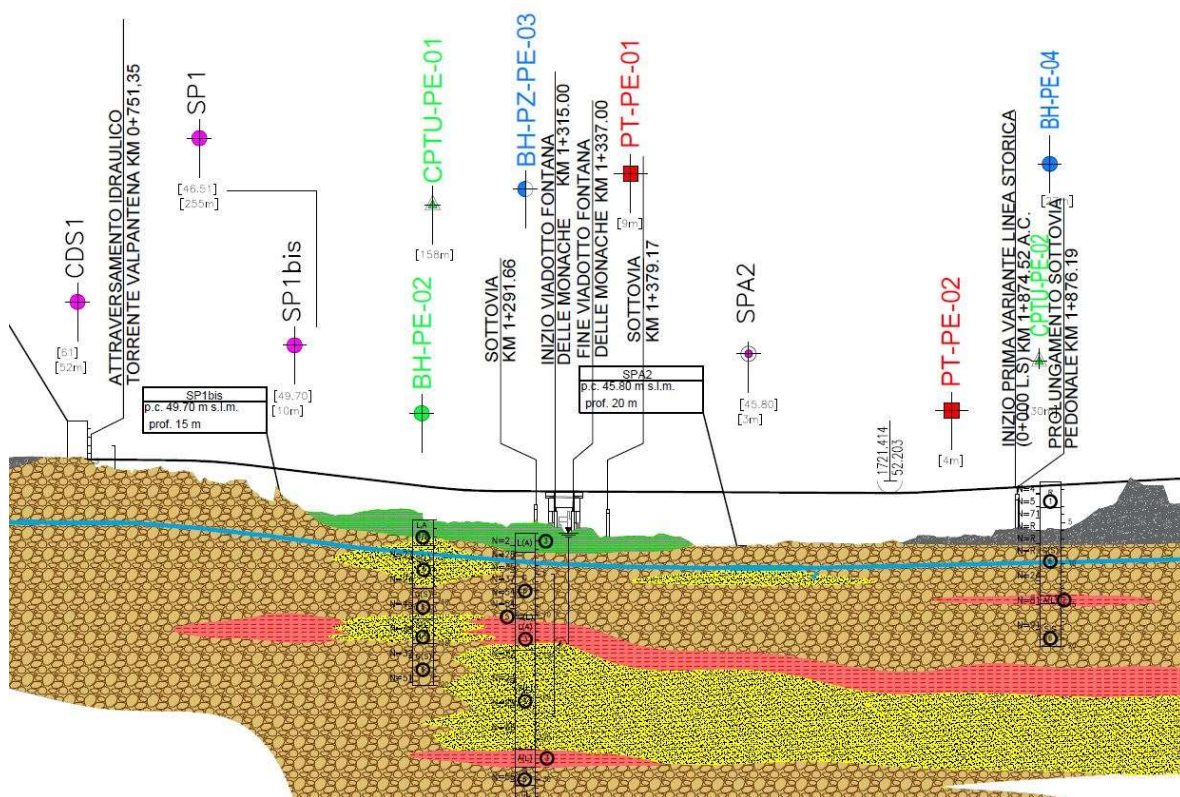 ATTRAVERSAMENTO IDRAULICO
TORRENTE VALPANTENA KM 0+751,35
CDS1
[61]
[52m]
SP1
[46.51]
[255m]
SP1bis
[49.70]
[10m]
SP1bis
p.c. 49.70 m s.l.m.
prof. 15 m
CPTU-PE-01
[158m]
BH-PE-02
BH-PZ-PE-03
SOTTOVIA
KM 1+291.66
INIZIO VIADOTTO FONTANA
DELLE MONACHE KM 1+315.00
FINE VIADOTTO FONTANA
DELLE MONACHE KM 1+337.00
PT-PE-01
[9m]
SOTTOVIA
KM 1+379.17
SPA2
p.c. 45.80 m s.l.m.
prof. 20 m
SPA2
[45.80]
[3m]
1721.414
52.203
PT-PE-02
[4m]
INIZIO PRIMA VARIANTE LINEA STORICA
(0+000 L.S KM 1+874.52 A.C.
CPTU-PE-02
PROLUNGAMENTO SOTTOVIA
PEDONALE KM 1+876.19
BH-PE-04
LA
N=2
L(A)
N=51
L(A)
A(L)
N=4
N=5
N=R